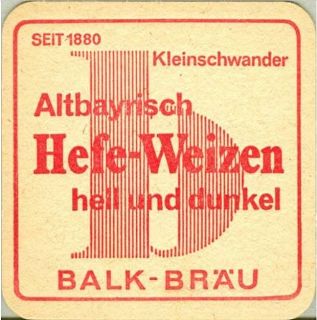 SEIT 1880
Kleinschwander
Altbayrisch
Hefe-Weizen
hell und dunkel
b
BALK-BRÄU